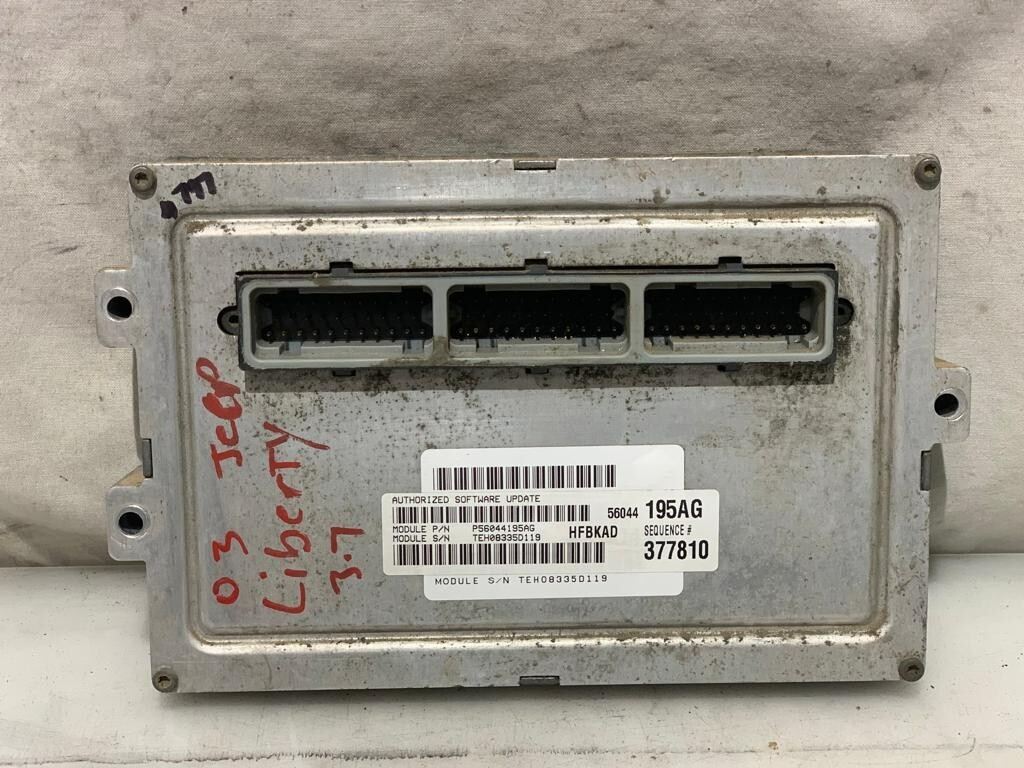 03 JeeP
LiberTY
3.7
AUTHORIZED SOFTWARE UPDATE
56044 195AG
MODULE P/N P56044195AG
MODULE S/N TEH08335D119
HFBKAD
SEQUENCE #
377810
MODULE S/N TEH08335D119